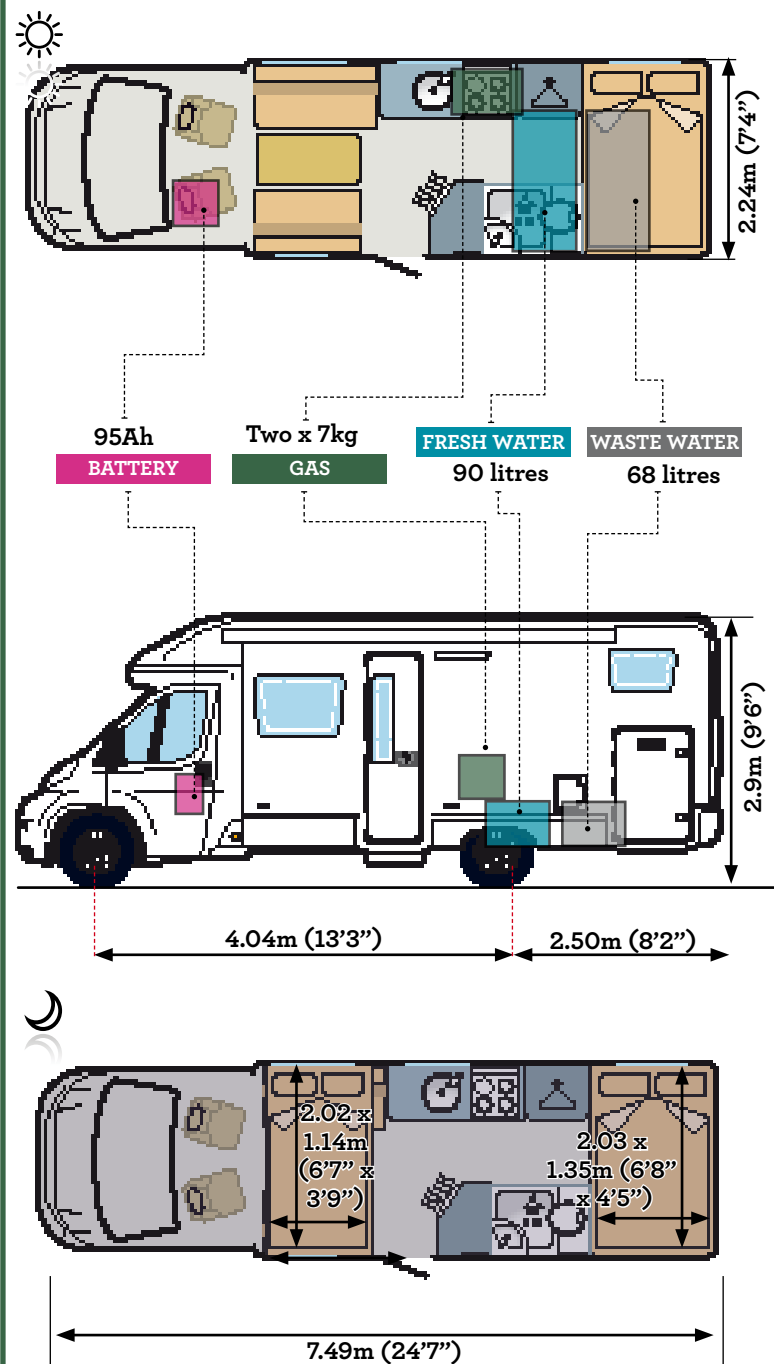 2.24m (7’4”)
95Ah
BATTERY
Two x 7kg
GAS
FRESH WATER
90 litres
WASTE WATER
68 litres
2.9m (9’6”)
4.04m (13’3”)
2.50m (8’2”)
2.02 x
1.14m
(6’7” x
3’9”)
2.03 x
1.35m (6’8”
x 4’5”)
7.49m (24’7”)